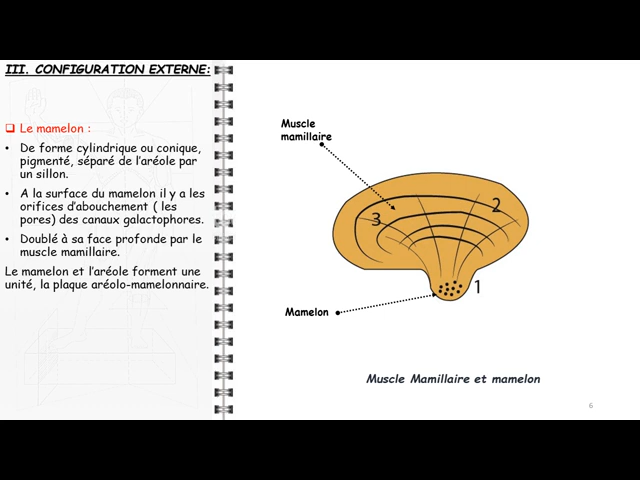 III. CONFIGURATION EXTERNE:
❑ Le mamelon :
• De forme cylindrique ou conique,
pigmenté, séparé de l’aréole par
un sillon.
• A la surface du mamelon il y a les
orifices d’abouchement ( les
pores) des canaux galactophores.
• Doublé à sa face profonde par le
muscle mamillaire.
Le mamelon et l’aréole forment une
unité, la plaque aréolo-mamelonnaire.
Muscle
mamillaire
2
3
1
Mamelon
Muscle Mamillaire et mamelon
6